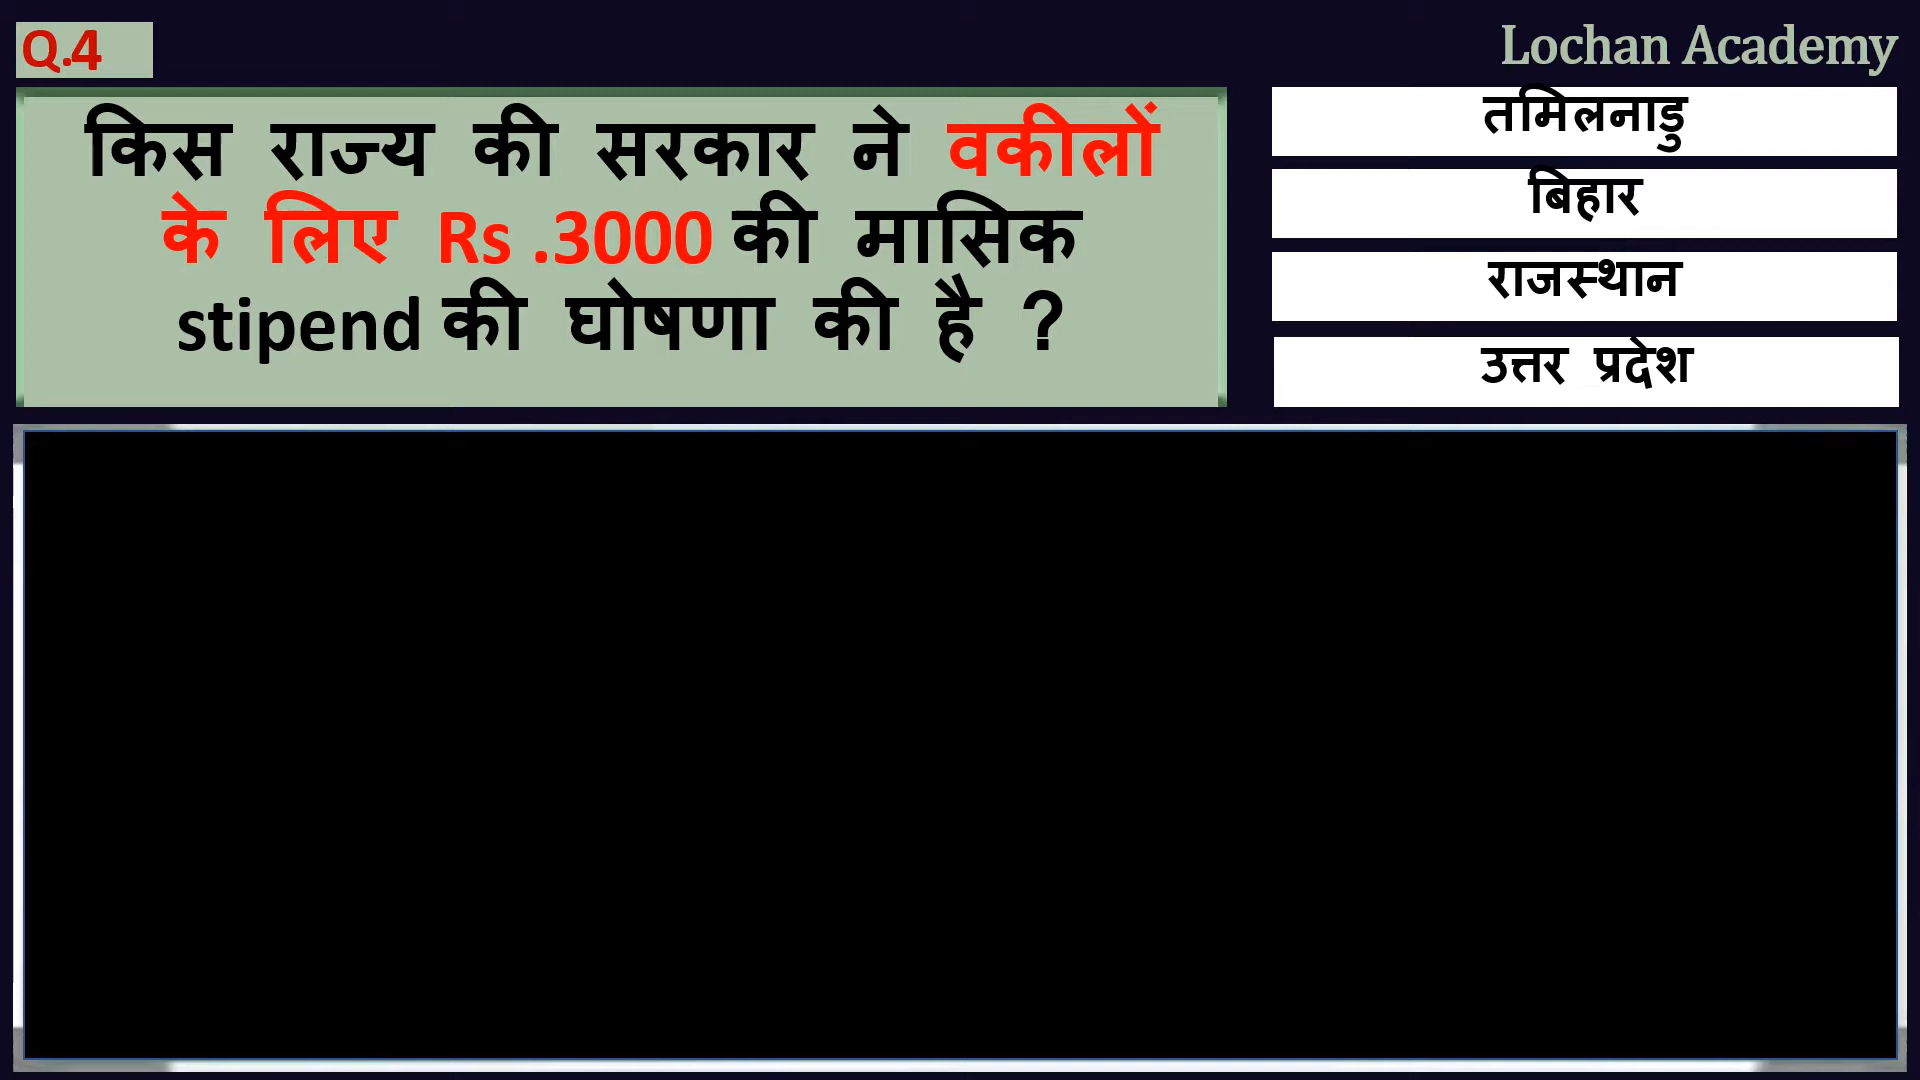 Q.4
Lochan Academy
किस राज्य की सरकार ने वकीलों
के लिए Rs .3000 की मासिक
stipend की घोषणा की है ?
तमिलनाडु
बिहार
राजस्थान
उत्तर प्रदेश